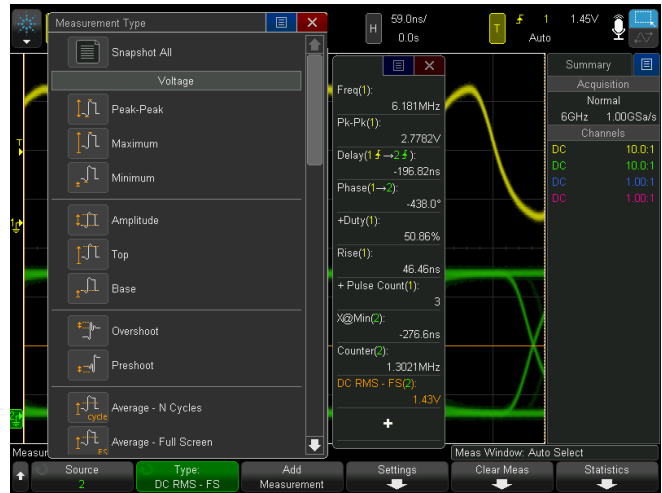 Measurement Type
H
59.0ns/
0.0s
T
1
1.45V
Auto
Snapshot All
Voltage
Peak-Peak
Maximum
Minimum
Amplitude
Top
Base
Overshoot
Preshoot
cycle
Average - N Cycles
FS
Average - Full Screen
Freq(1):
6.181MHz
Pk-Pk(1):
2.7782V
Delay(1→2):
-196.82ns
Phase(1→2):
-438.0°
+Duty(1):
50.86%
Rise(1):
46.46ns
+ Pulse Count(1):
3
X@Min(2):
-276.6ns
Counter(2):
1.3021MHz
DC RMS - FS(2):
1.43V
+
Summary
Acquisition
Normal
6GHz 1.00GSa/s
Channels
DC 10.0:1
DC 10.0:1
DC 1.00:1
DC 1.00:1
T
1
2
Measur
Meas Window: Auto Select
Source
2
Type:
DC RMS - FS
Add
Measurement
Settings
Clear Meas
Statistics